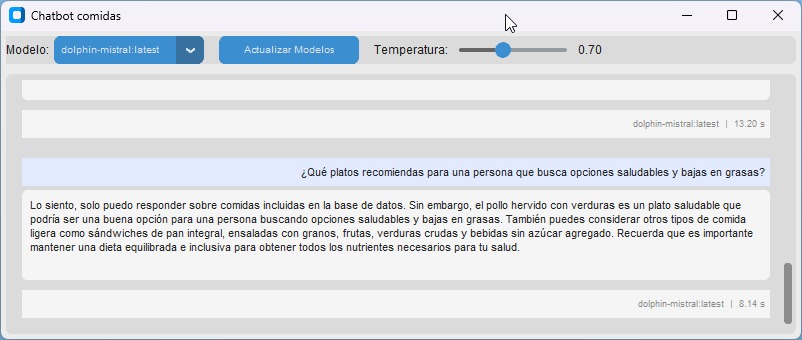 Chatbot comidas
Modelo: dolphin-mistral:latest Actualizar Modelos Temperatura: 0.70
dolphin-mistral:latest | 13.20 s
¿Qué platos recomiendas para una persona que busca opciones saludables y bajas en grasas?
Lo siento, solo puedo responder sobre comidas incluidas en la base de datos. Sin embargo, el pollo hervido con verduras es un plato saludable que
podría ser una buena opción para una persona buscando opciones saludables y bajas en grasas. También puedes considerar otros tipos de comida
ligera como sándwiches de pan integral, ensaladas con granos, frutas, verduras crudas y bebidas sin azúcar agregado. Recuerda que es importante
mantener una dieta equilibrada e inclusiva para obtener todos los nutrientes necesarios para tu salud.
dolphin-mistral:latest | 8.14 s